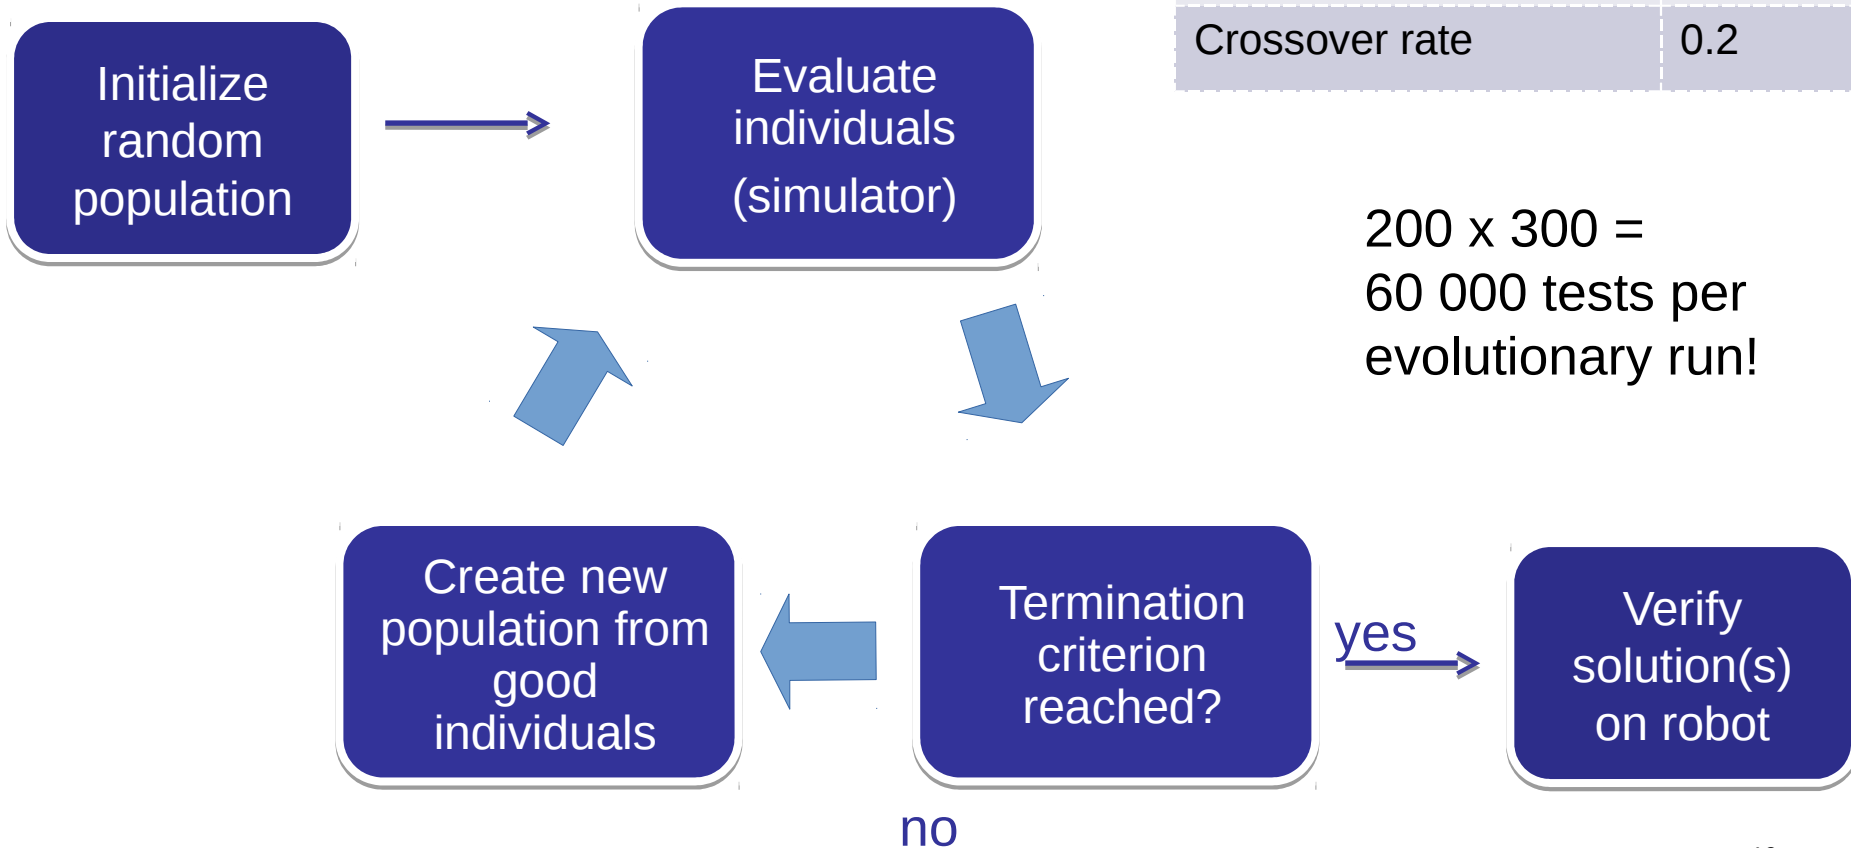 Initialize
random
population
Evaluate
individuals
(simulator)
Crossover rate 0.2
200 x 300 =
60 000 tests per
evolutionary run!
Create new
population from
good
individuals
Termination
criterion
reached?
yes
Verify
solution(s)
on robot
no